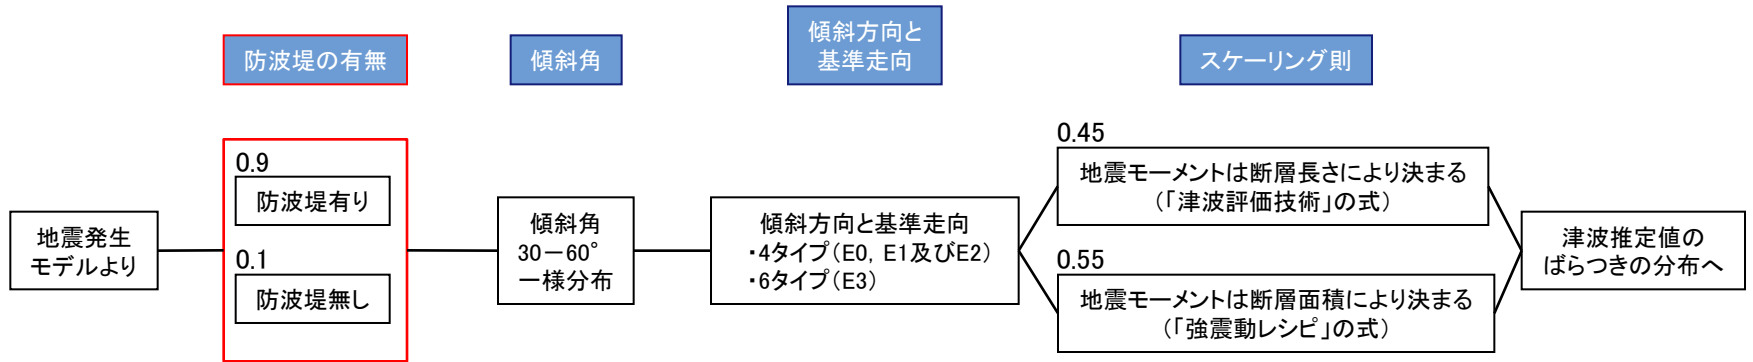 防波堤の有無
傾斜角
傾斜方向と
基準走向
スケーリング則
地震発生
モデルより
0.9
防波堤有り
0.1
防波堤無し
傾斜角
30－60°
一様分布
傾斜方向と基準走向
・4タイプ（E0, E1及びE2）
・6タイプ（E3）
0.45
地震モーメントは断層長さにより決まる
（「津波評価技術」の式）
0.55
地震モーメントは断層面積により決まる
（「強震動レシピ」の式）
津波推定値の
ばらつきの分布へ